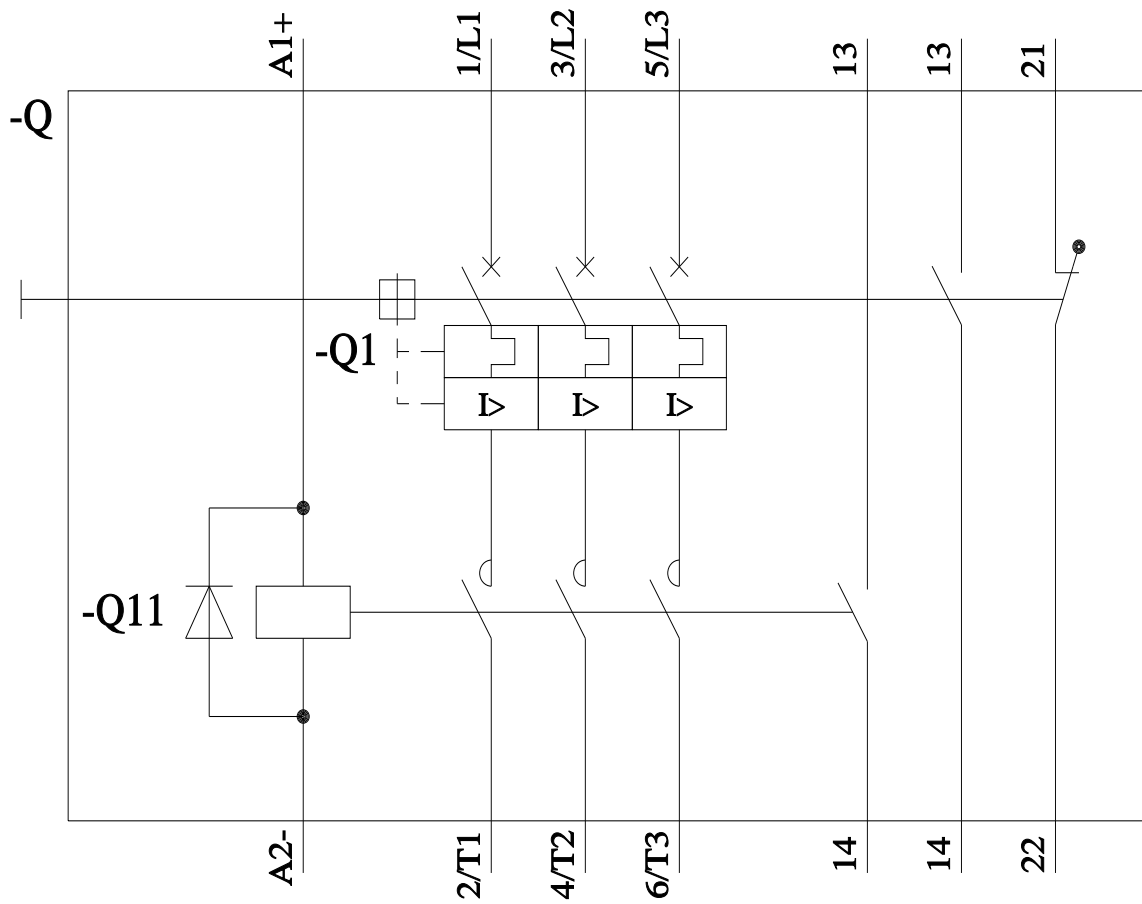 A1+
1/L1
3/L2
5/L3
13
13
21
-Q
-Q1
I>
I>
I>
-Q11
A2-
2/T1
4/T2
6/T3
14
14
22